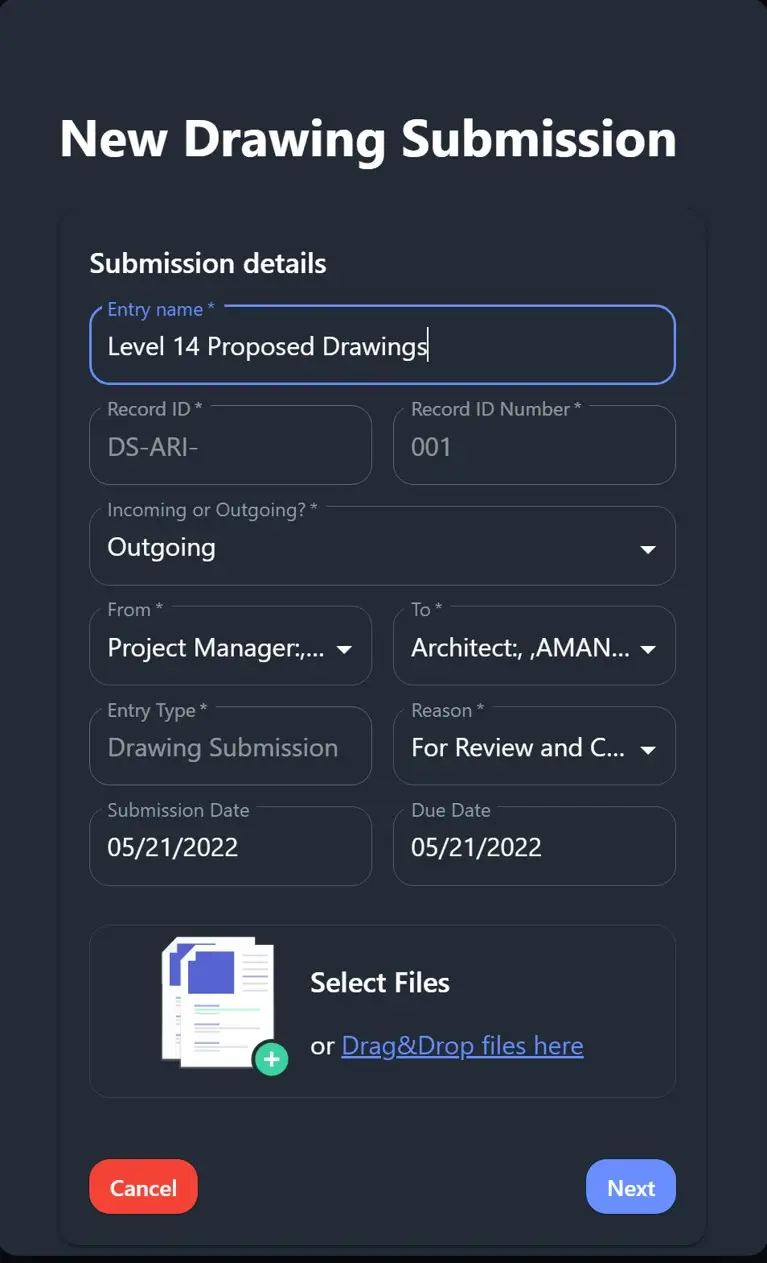 New Drawing Submission
Submission details
Entry name *
Level 14 Proposed Drawings
Record ID * Record ID Number *
DS-ARI- 001
Incoming or Outgoing? *
Outgoing
From * To *
Project Manager:,... Architect:, ,AMAN...
Entry Type * Reason *
Drawing Submission For Review and C...
Submission Date Due Date
05/21/2022 05/21/2022
Select Files
or Drag&Drop files here
Cancel Next